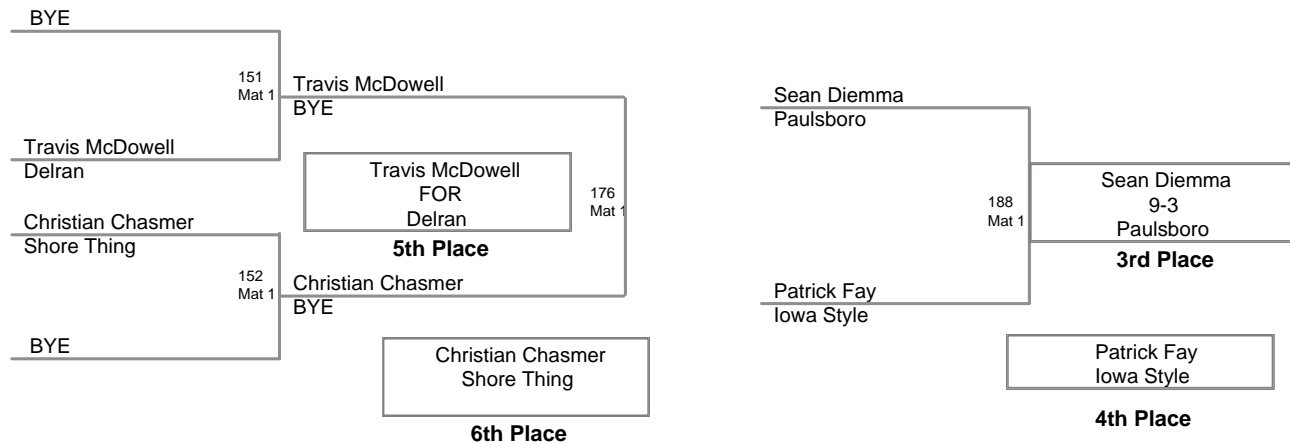 BYE
151
Mat 1
Travis McDowell
BYE
Travis McDowell
Delran
Travis McDowell
FOR
Delran
5th Place
176
Mat 1
Christian Chasmer
Shore Thing
152
Mat 1
Christian Chasmer
BYE
BYE
Christian Chasmer
Shore Thing
6th Place
Sean Diemma
Paulsboro
188
Mat 1
Sean Diemma
9-3
Paulsboro
3rd Place
Patrick Fay
Iowa Style
Patrick Fay
Iowa Style
4th Place